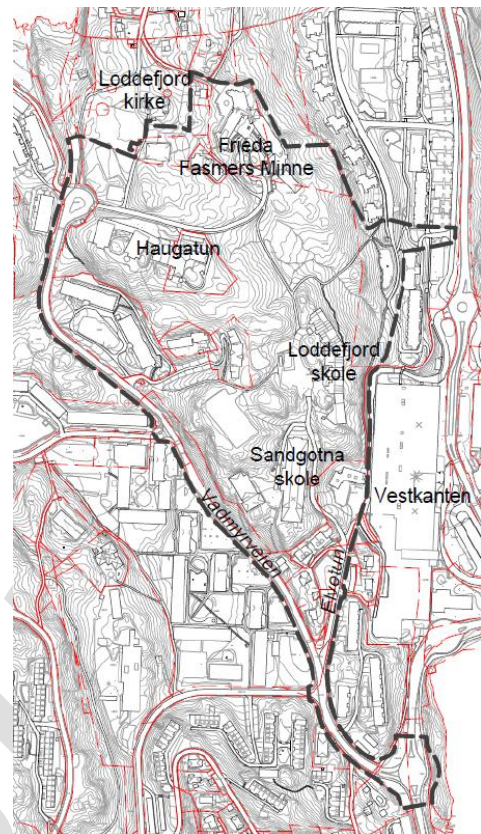 Loddefjord
kirke
Frieda
Fasmers Minne
Haugatun
Loddefjord
skole
Sandgotna
skole
Vestkanten
Vadmyrveien
Elvetun